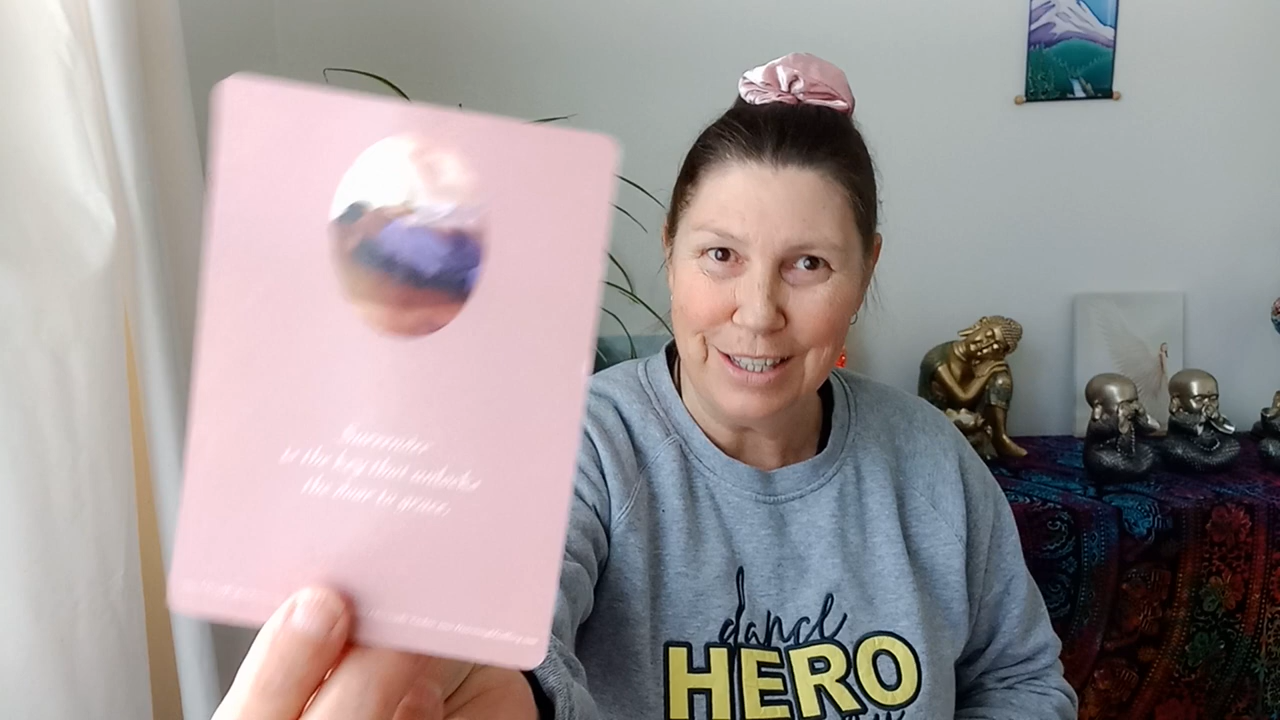 Surrender
is the key that unlocks
the door to grace.
dance
HERO